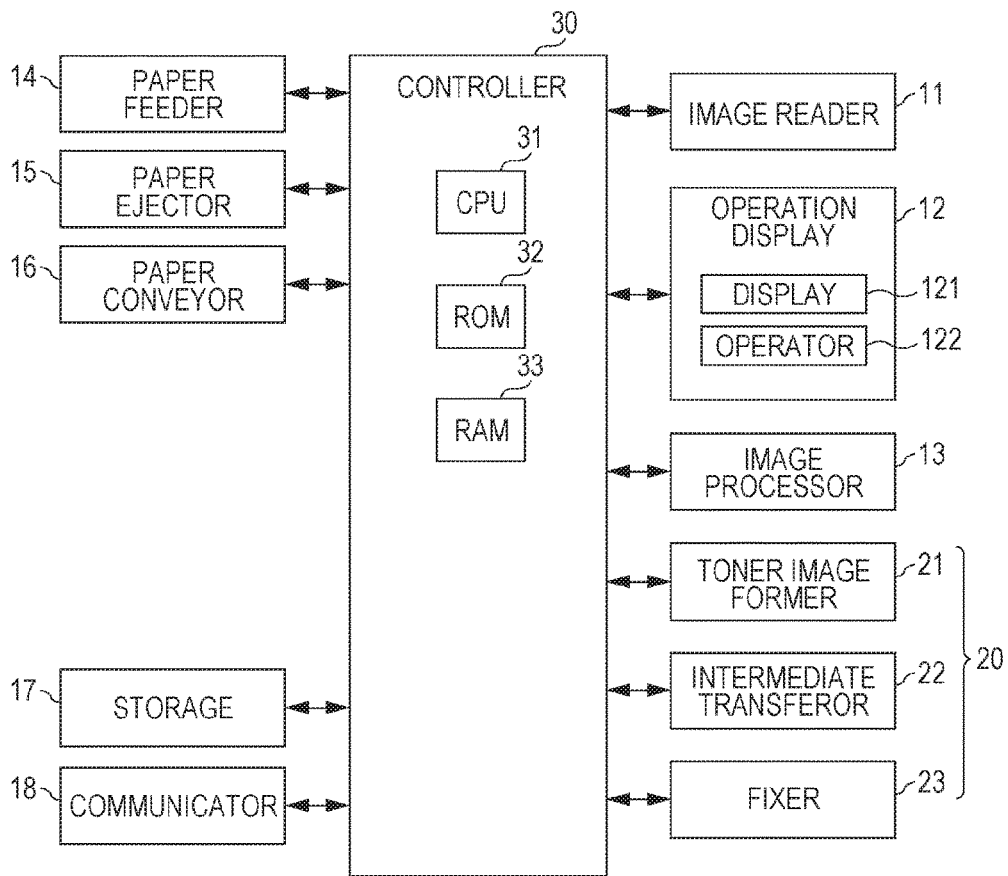 30
CONTROLLER
31
CPU
32
ROM
33
RAM
14
PAPER
FEEDER
15
PAPER
EJECTOR
16
PAPER
CONVEYOR
17
STORAGE
18
COMMUNICATOR
11
IMAGE READER
12
OPERATION
DISPLAY
DISPLAY
121
OPERATOR
122
13
IMAGE
PROCESSOR
21
TONER IMAGE
FORMER
20
22
INTERMEDIATE
TRANSFEROR
23
FIXER